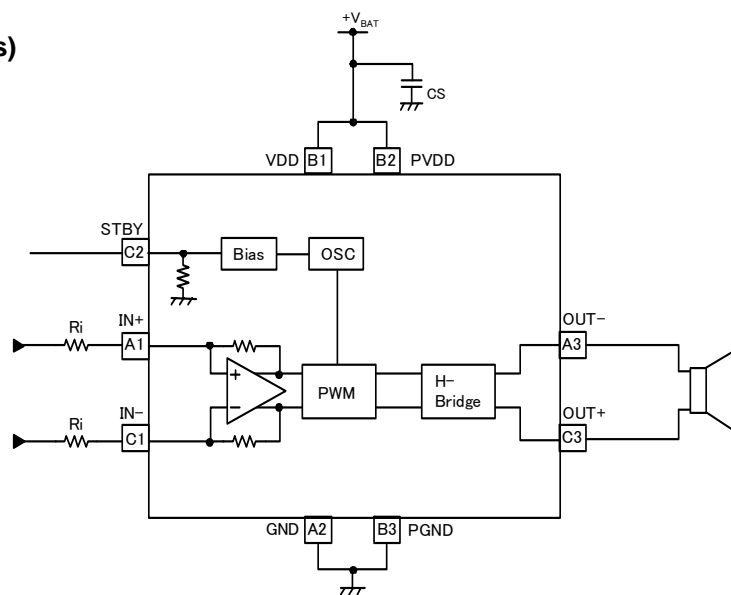 s)
+VBAT
CS
VDD B1 B2 PVDD
STBY
C2
Bias
OSC
Ri
IN+
A1
OUT-
A3
+
-
PWM
H-
Bridge
Ri
IN-
C1
OUT+
C3
GND A2 B3 PGND